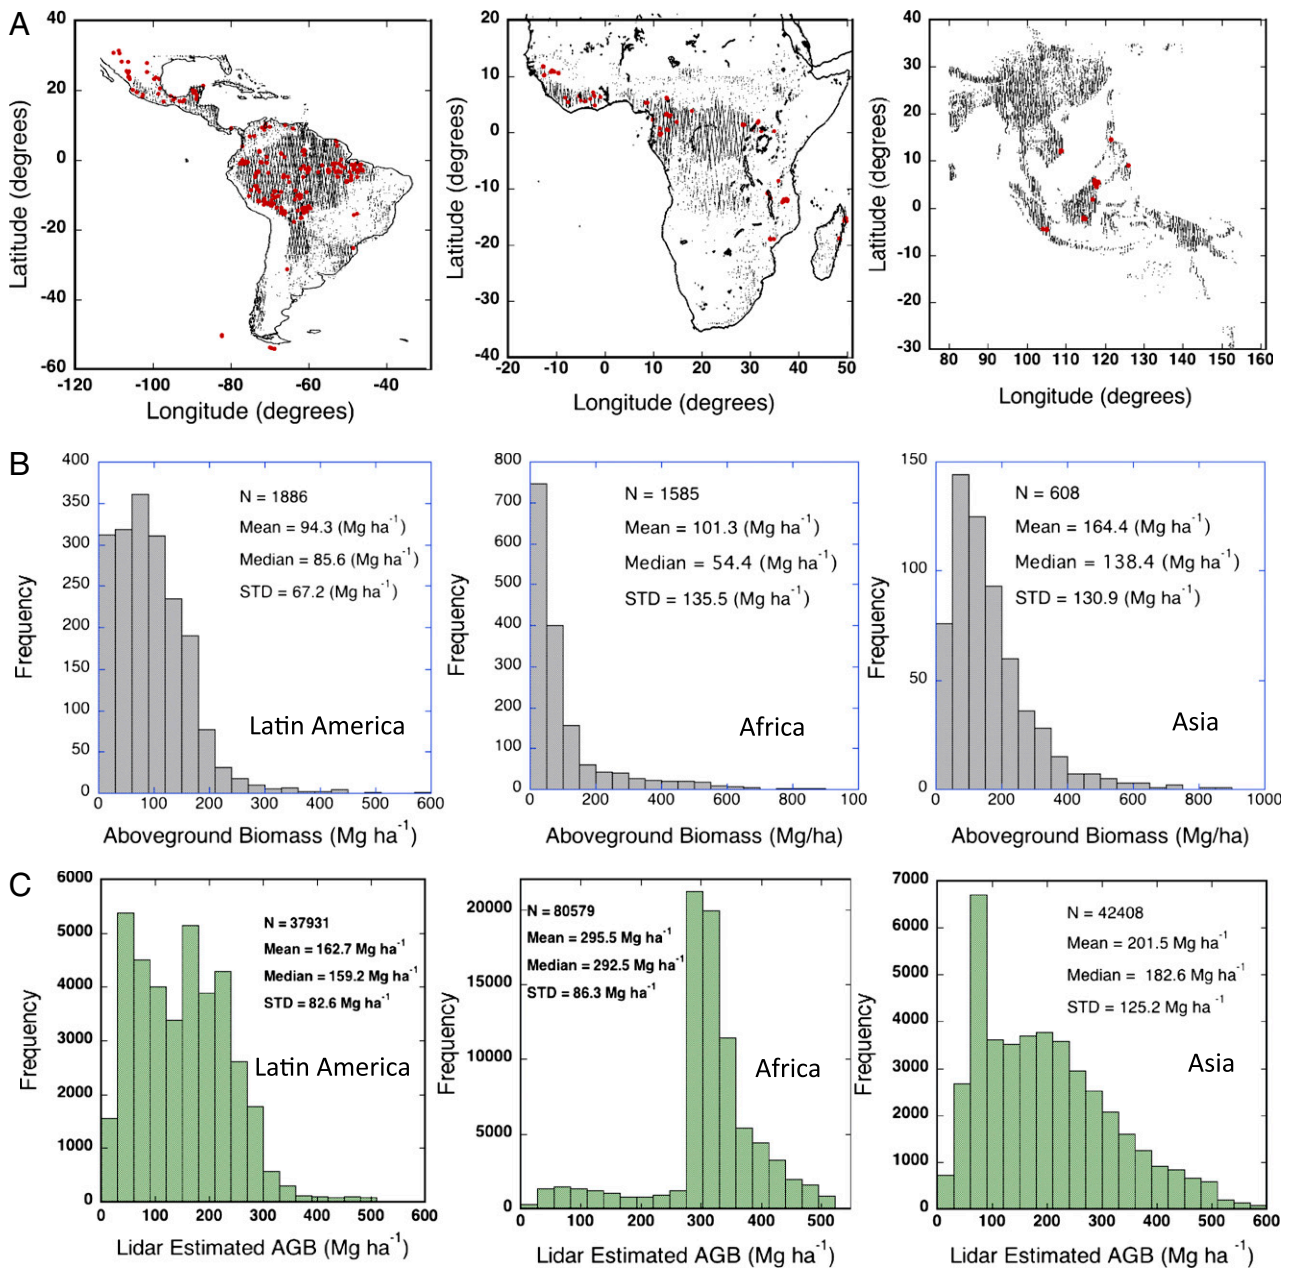 A
40
20
0
-20
-40
-60
-120
-100
-80
-60
-40
Latitude (degrees)
Longitude (degrees)
20
10
0
-10
-20
-30
-40
-20
-10
0
10
20
30
40
50
Latitude (degrees)
Longitude (degrees)
40
30
20
10
0
-10
-20
-30
80
90
100
110
120
130
140
150
161
Latitude (degrees)
Longitude (degrees)
B
400
350
300
250
200
150
100
50
0
0
100
200
300
400
500
600
Frequency
N = 1886
Mean = 94.3 (Mg ha⁻¹)
Median = 85.6 (Mg ha⁻¹)
STD = 67.2 (Mg ha⁻¹)
Latin America
Aboveground Biomass (Mg ha⁻¹)
800
700
600
500
400
300
200
100
0
0
200
400
600
800
100
Frequency
N = 1585
Mean = 101.3 (Mg ha⁻¹)
Median = 54.4 (Mg ha⁻¹)
STD = 135.5 (Mg ha⁻¹)
Africa
Aboveground Biomass (Mg/ha)
150
100
50
0
0
200
400
600
800
1000
Frequency
N = 608
Mean = 164.4 (Mg ha⁻¹)
Median = 138.4 (Mg ha⁻¹)
STD = 130.9 (Mg ha⁻¹)
Asia
Aboveground Biomass (Mg/ha)
C
6000
5000
4000
3000
2000
1000
0
0
100
200
300
400
500
600
Frequency
N = 37931
Mean = 162.7 Mg ha⁻¹
Median = 159.2 Mg ha⁻¹
STD = 82.6 Mg ha⁻¹
Latin America
Lidar Estimated AGB (Mg ha⁻¹)
20000
15000
10000
5000
0
0
100
200
300
400
500
Frequency
N = 80579
Mean = 295.5 Mg ha⁻¹
Median = 292.5 Mg ha⁻¹
STD = 86.3 Mg ha⁻¹
Africa
Lidar Estimated AGB (Mg ha⁻¹)
7000
6000
5000
4000
3000
2000
1000
0
0
100
200
300
400
500
600
Frequency
N = 42408
Mean = 201.5 Mg ha⁻¹
Median = 182.6 Mg ha⁻¹
STD = 125.2 Mg ha⁻¹
Asia
Lidar Estimated AGB (Mg ha⁻¹)